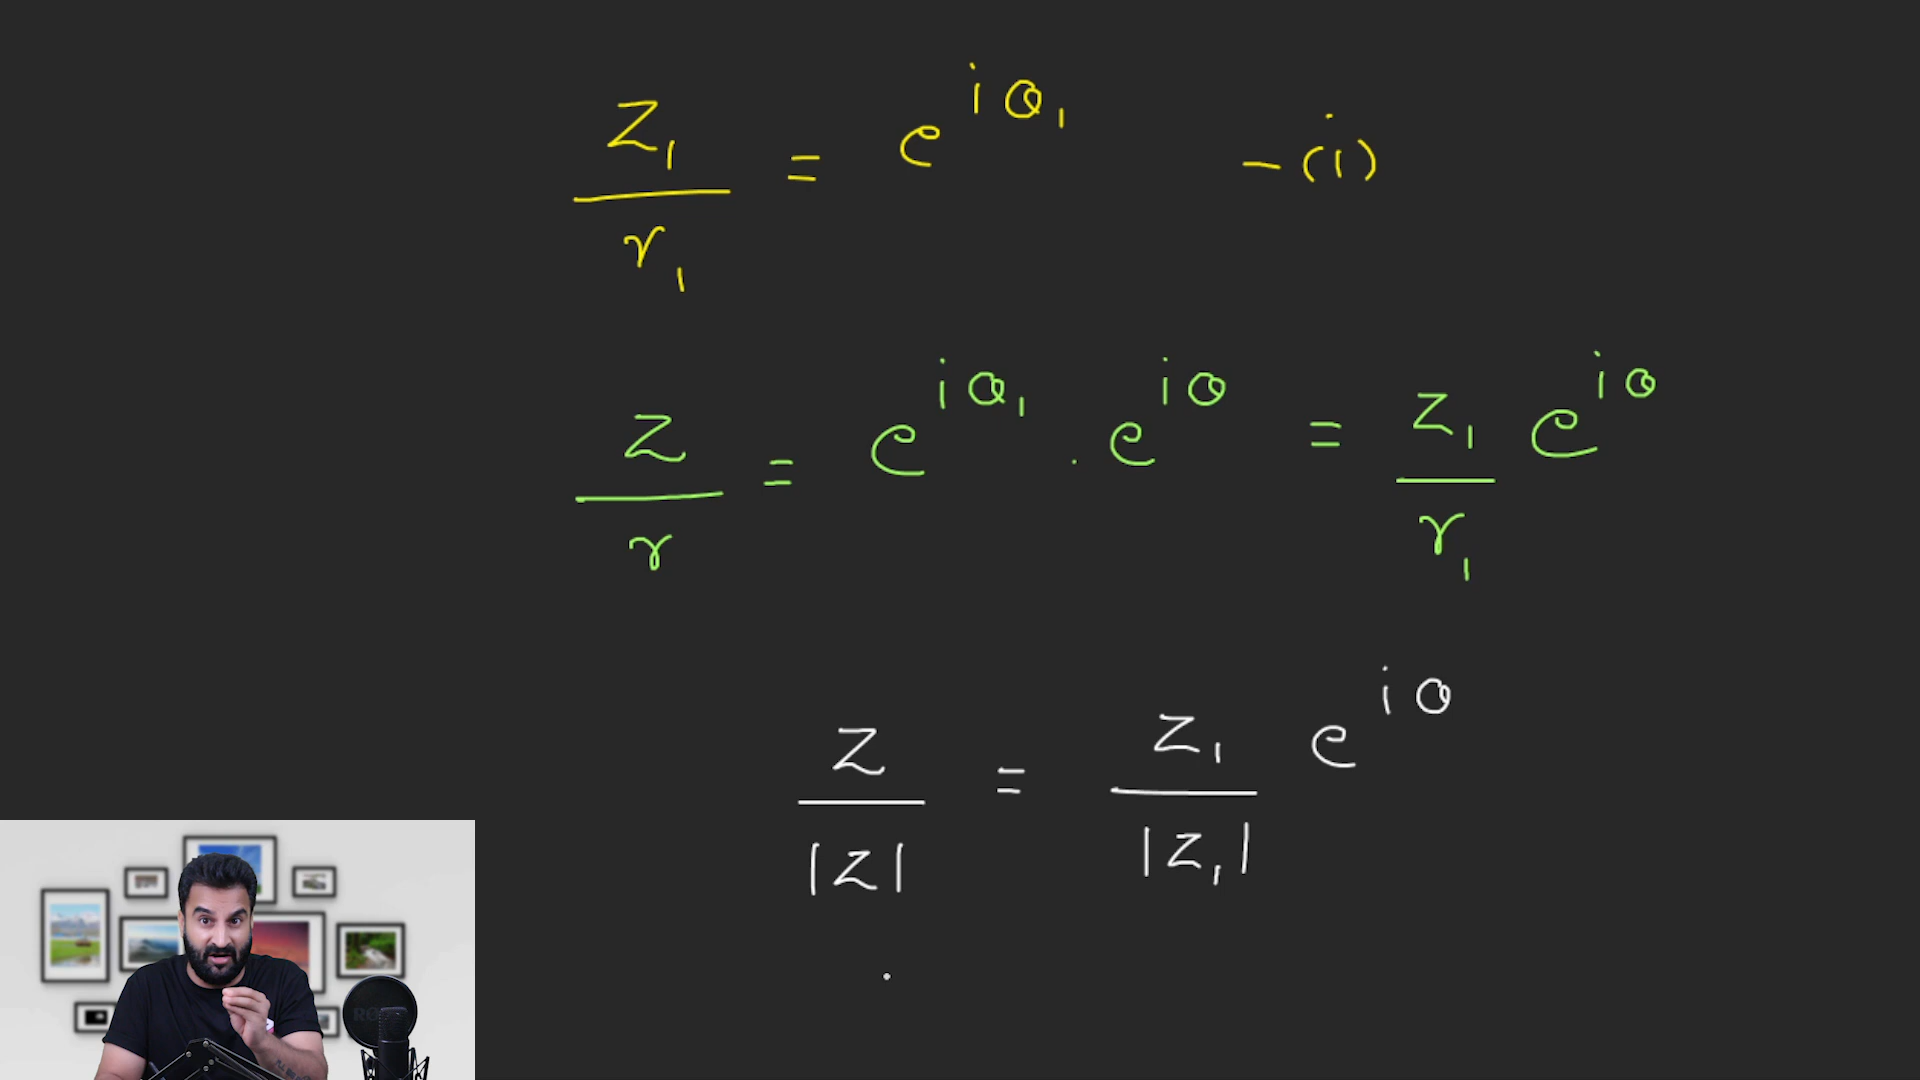 z₁/r₁ = e^(iθ₁) — (i)
z/r = e^(iθ₁) · e^(iθ) = z₁/r₁ e^(iθ)
z/|z| = z₁/|z₁| e^(iθ)